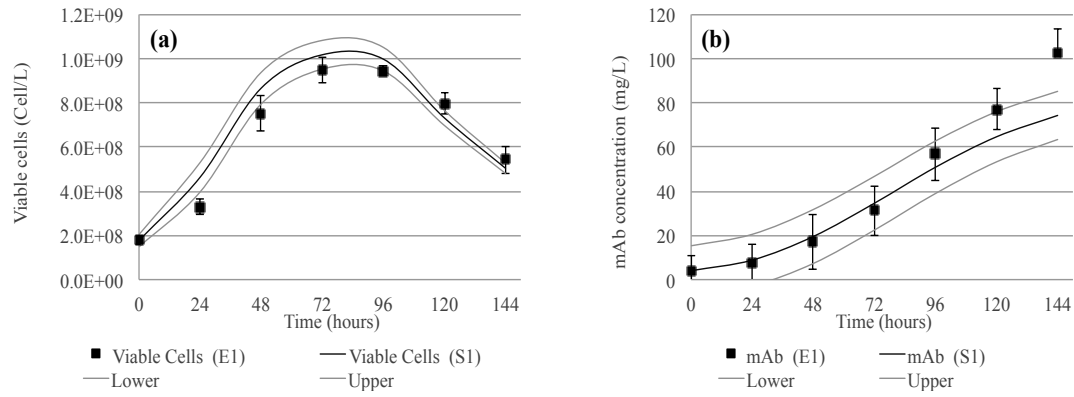 (a)
Viable cells (Cell/L)
1.2E+09
1.0E+09
8.0E+08
6.0E+08
4.0E+08
2.0E+08
0.0E+00
0 24 48 72 96 120 144
Time (hours)
Viable Cells (E1) Viable Cells (S1)
Lower Upper
(b)
mAb concentration (mg/L)
120
100
80
60
40
20
0
0 24 48 72 96 120 144
Time (hours)
mAb (E1) mAb (S1)
Lower Upper